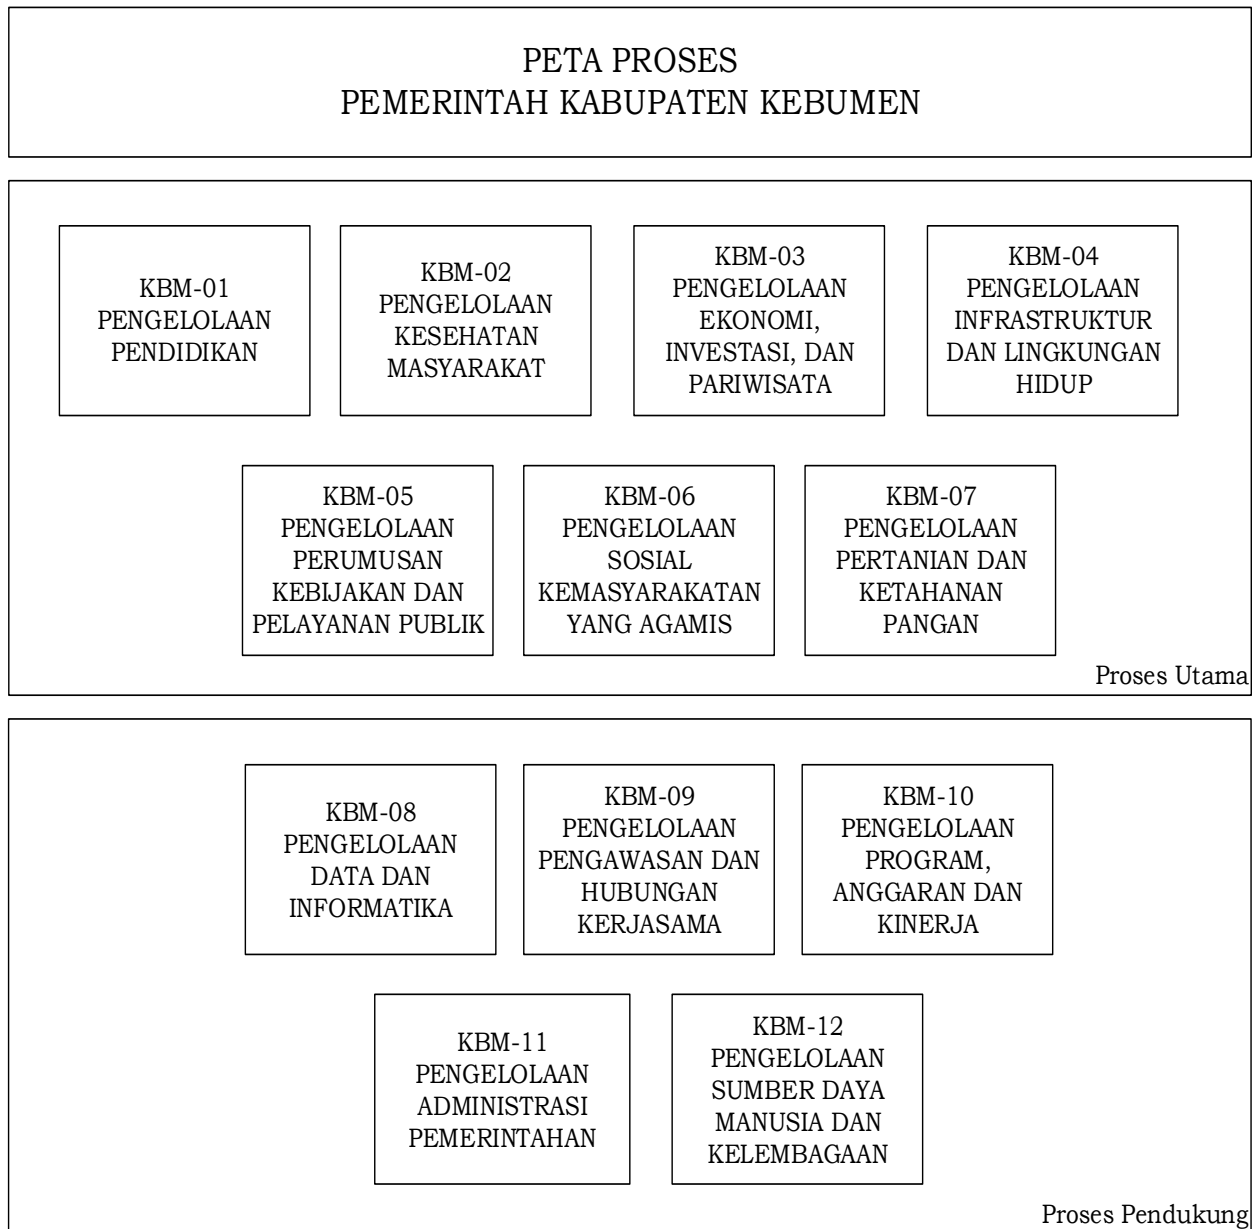 PETA PROSES
PEMERINTAH KABUPATEN KEBUMEN
KBM-01
PENGELOLAAN
PENDIDIKAN
KBM-02
PENGELOLAAN
KESEHATAN
MASYARAKAT
KBM-03
PENGELOLAAN
EKONOMI,
INVESTASI, DAN
PARIWISATA
KBM-04
PENGELOLAAN
INFRASTRUKTUR
DAN LINGKUNGAN
HIDUP
KBM-05
PENGELOLAAN
PERUMUSAN
KEBIJAKAN DAN
PELAYANAN PUBLIK
KBM-06
PENGELOLAAN
SOSIAL
KEMASYARAKATAN
YANG AGAMIS
KBM-07
PENGELOLAAN
PERTANIAN DAN
KETAHANAN
PANGAN
Proses Utama
KBM-08
PENGELOLAAN
DATA DAN
INFORMATIKA
KBM-09
PENGELOLAAN
PENGAWASAN DAN
HUBUNGAN
KERJASAMA
KBM-10
PENGELOLAAN
PROGRAM,
ANGGARAN DAN
KINERJA
KBM-11
PENGELOLAAN
ADMINISTRASI
PEMERINTAHAN
KBM-12
PENGELOLAAN
SUMBER DAYA
MANUSIA DAN
KELEMBAGAAN
Proses Pendukung